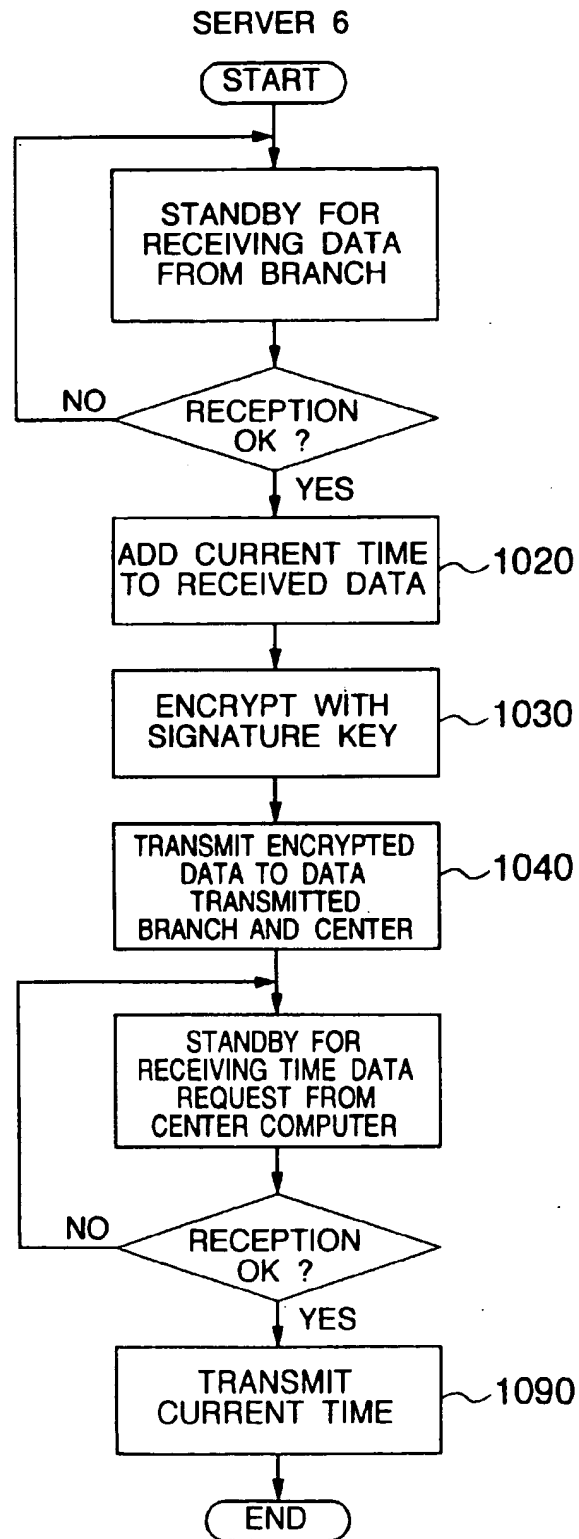 SERVER 6
START
STANDBY FOR
RECEIVING DATA
FROM BRANCH
NO
RECEPTION
OK ?
YES
ADD CURRENT TIME
TO RECEIVED DATA
1020
ENCRYPT WITH
SIGNATURE KEY
1030
TRANSMIT ENCRYPTED
DATA TO DATA
TRANSMITTED
BRANCH AND CENTER
1040
STANDBY FOR
RECEIVING TIME DATA
REQUEST FROM
CENTER COMPUTER
NO
RECEPTION
OK ?
YES
TRANSMIT
CURRENT TIME
1090
END